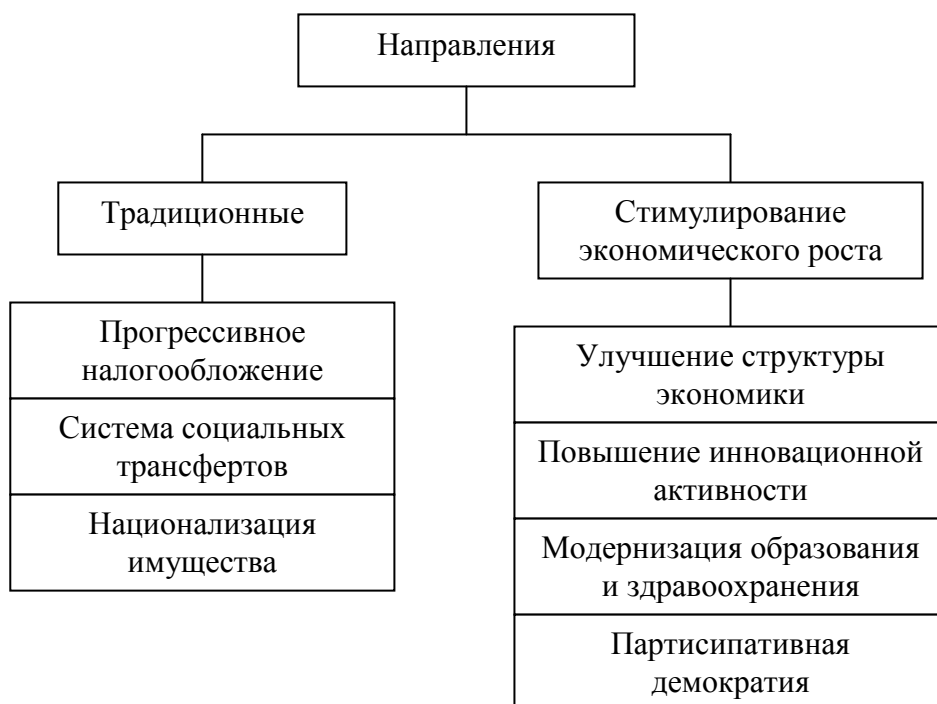 Направления
Традиционные
Прогрессивное
налогообложение
Система социальных
трансфертов
Национализация
имущества
Стимулирование
экономического роста
Улучшение структуры
экономики
Повышение инновационной
активности
Модернизация образования
и здравоохранения
Партисипативная
демократия